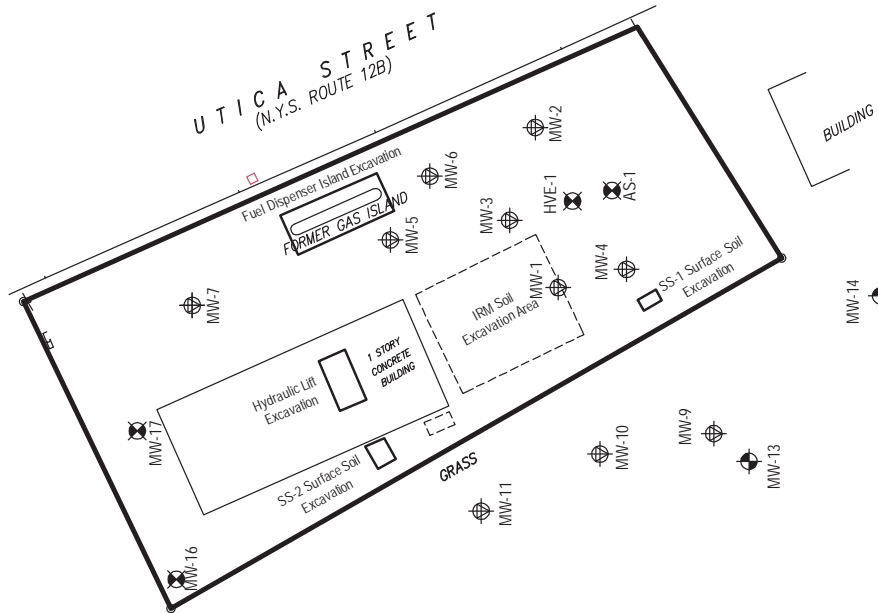 UTICA STREET
(N.Y.S. ROUTE 12B)
BUILDING
MW-2
Fuel Dispenser Island Excavation
MW-6
HVE-1
AS-1
FORMER GAS ISLAND
MW-3
MW-5
MW-4
MW-1
SS-1 Surface Soil
Excavation
MW-14
MW-7
IRM Soil
Excavation Area
1 STORY
CONCRETE
BUILDING
Hydraulic Lift
Excavation
MW-17
MW-9
MW-10
MW-13
SS-2 Surface Soil
Excavation
GRASS
MW-11
MW-16